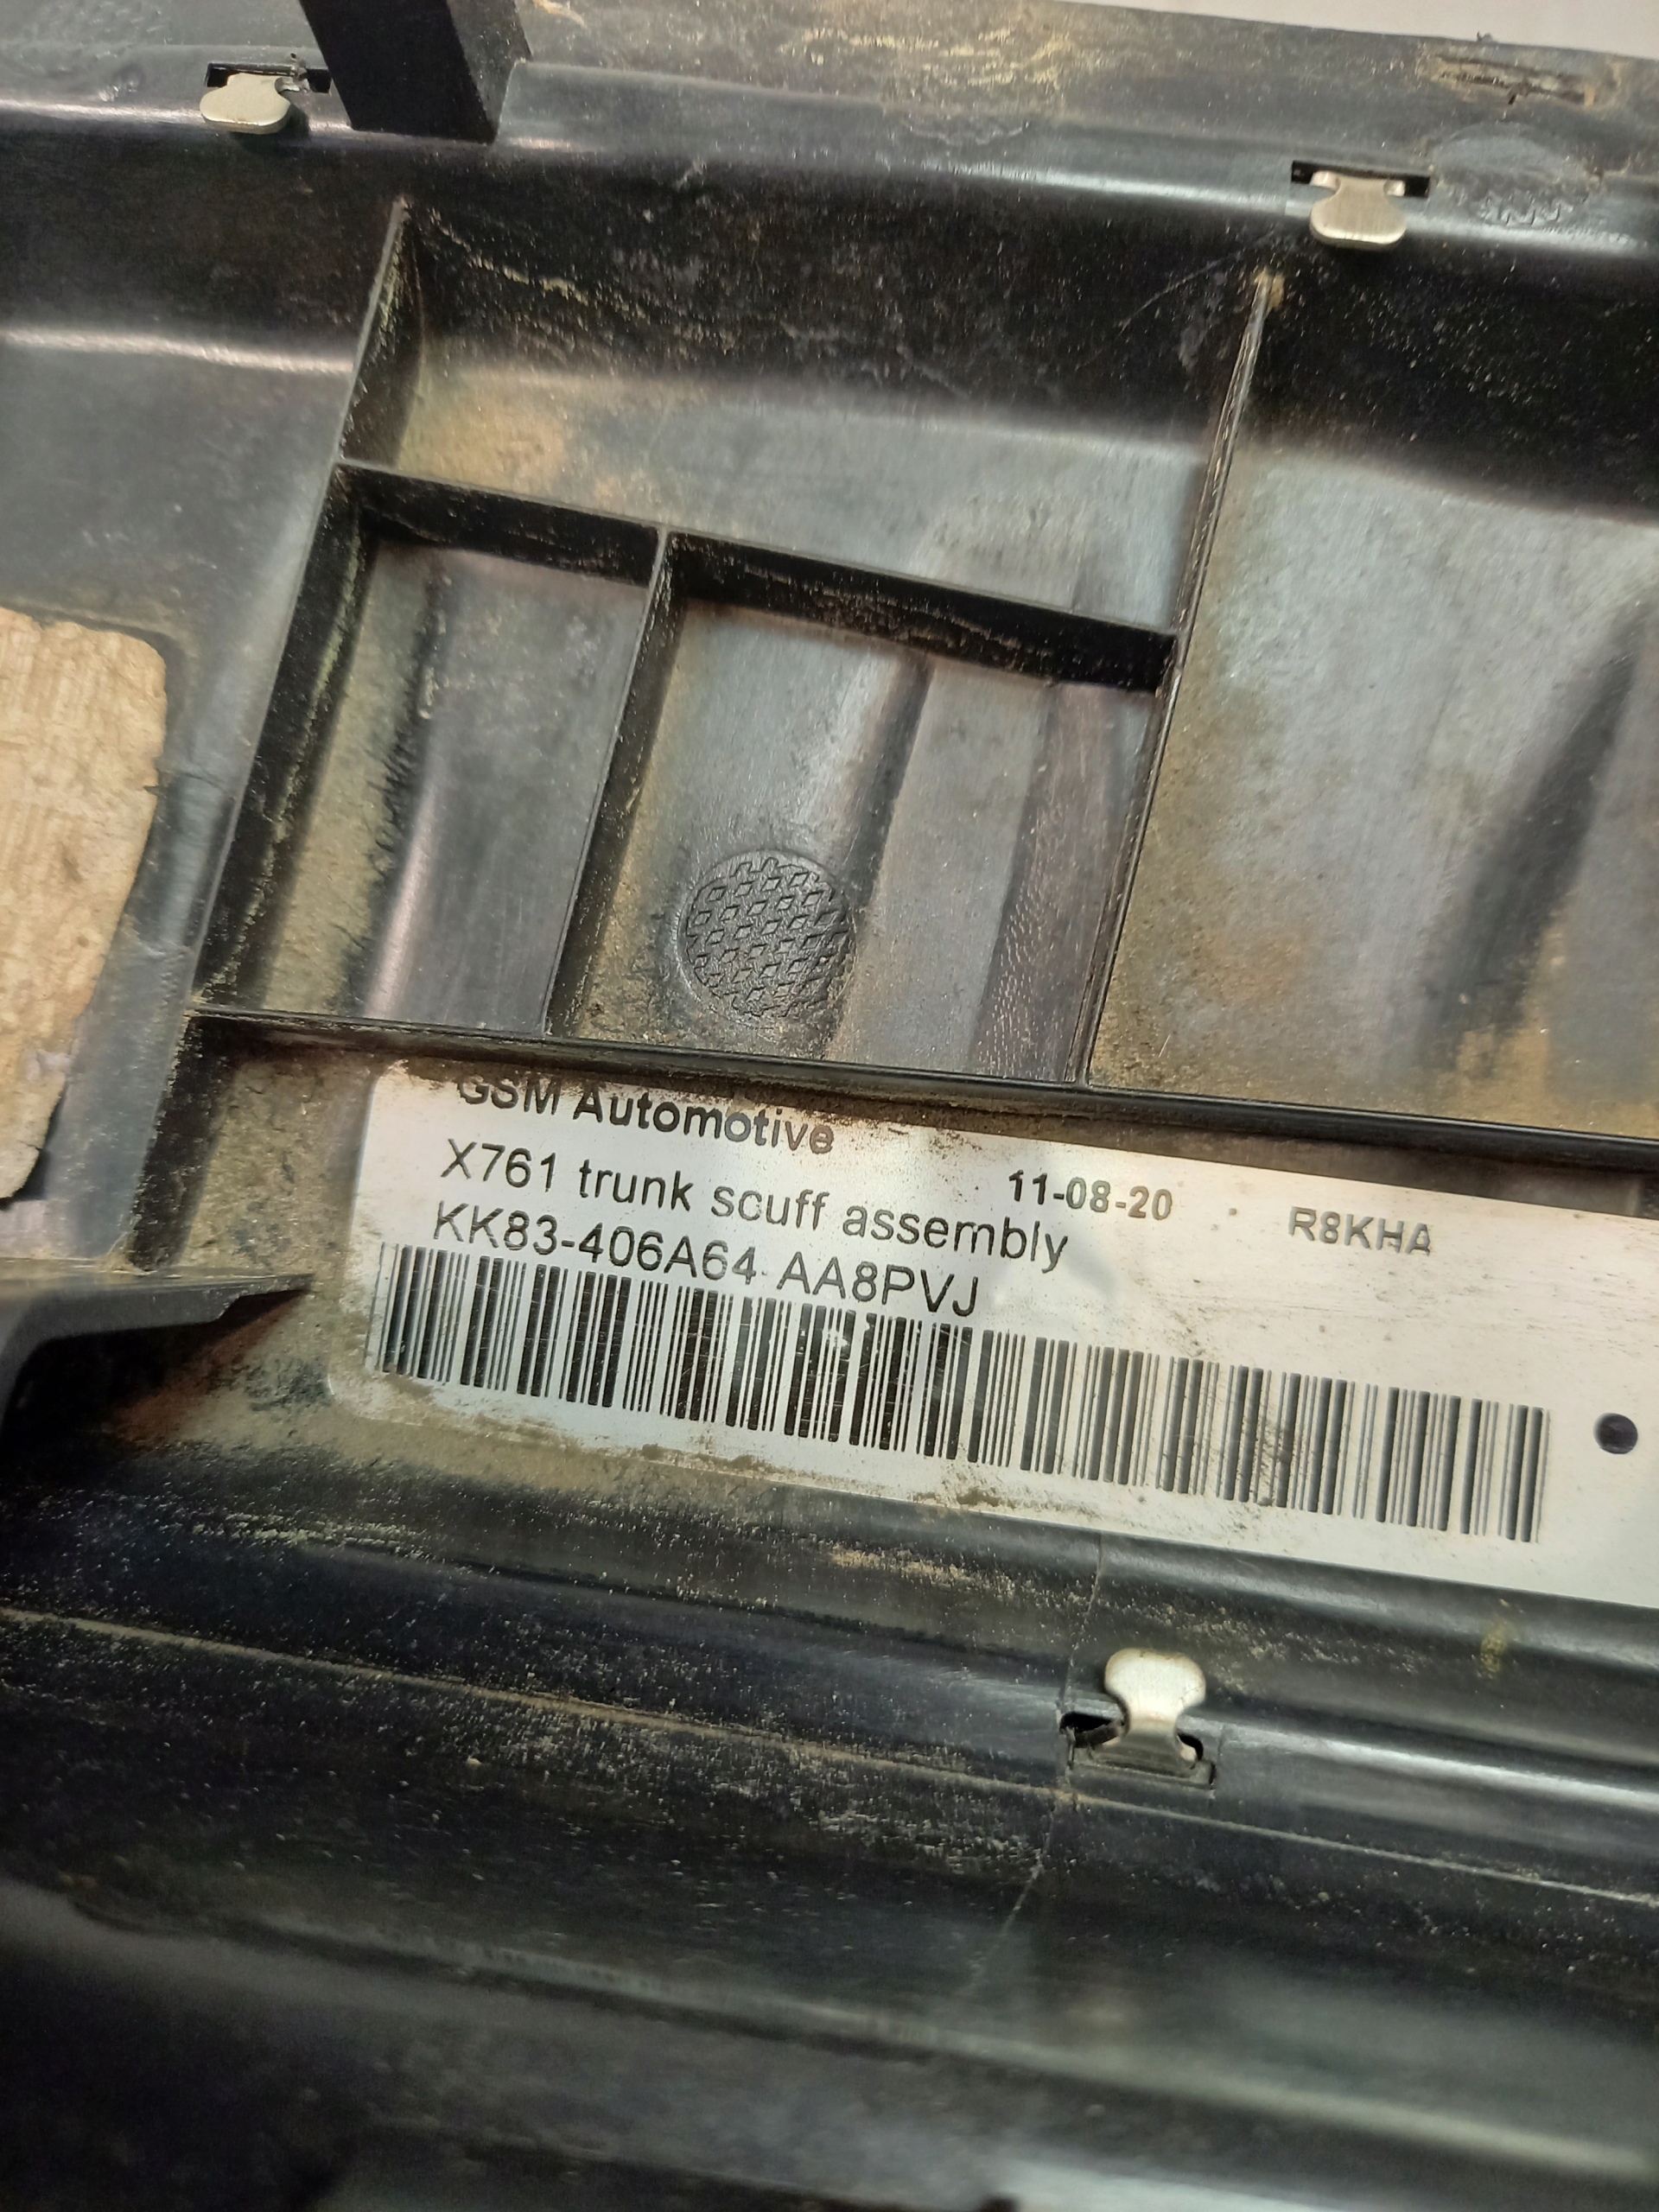 GSM Automotive
X761 trunk scuff assembly 11-08-20 R8KHA
KK83-406A64 AA8PVJ